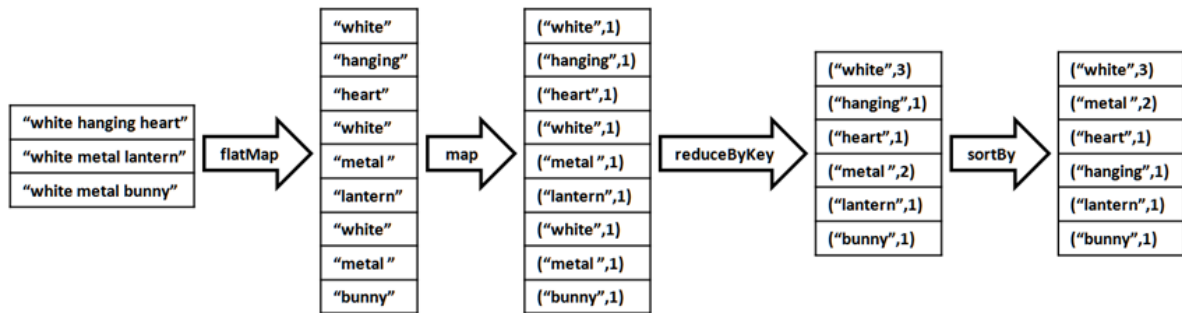 “white hanging heart”
“white metal lantern”
“white metal bunny”
flatMap
“white”
“hanging”
“heart”
“white”
“metal”
“lantern”
“white”
“metal”
“bunny”
map
(“white”,1)
(“hanging”,1)
(“heart”,1)
(“white”,1)
(“metal”,1)
(“lantern”,1)
(“white”,1)
(“metal”,1)
(“bunny”,1)
reduceByKey
(“white”,3)
(“hanging”,1)
(“heart”,1)
(“metal”,2)
(“lantern”,1)
(“bunny”,1)
sortBy
(“white”,3)
(“metal”,2)
(“heart”,1)
(“hanging”,1)
(“lantern”,1)
(“bunny”,1)